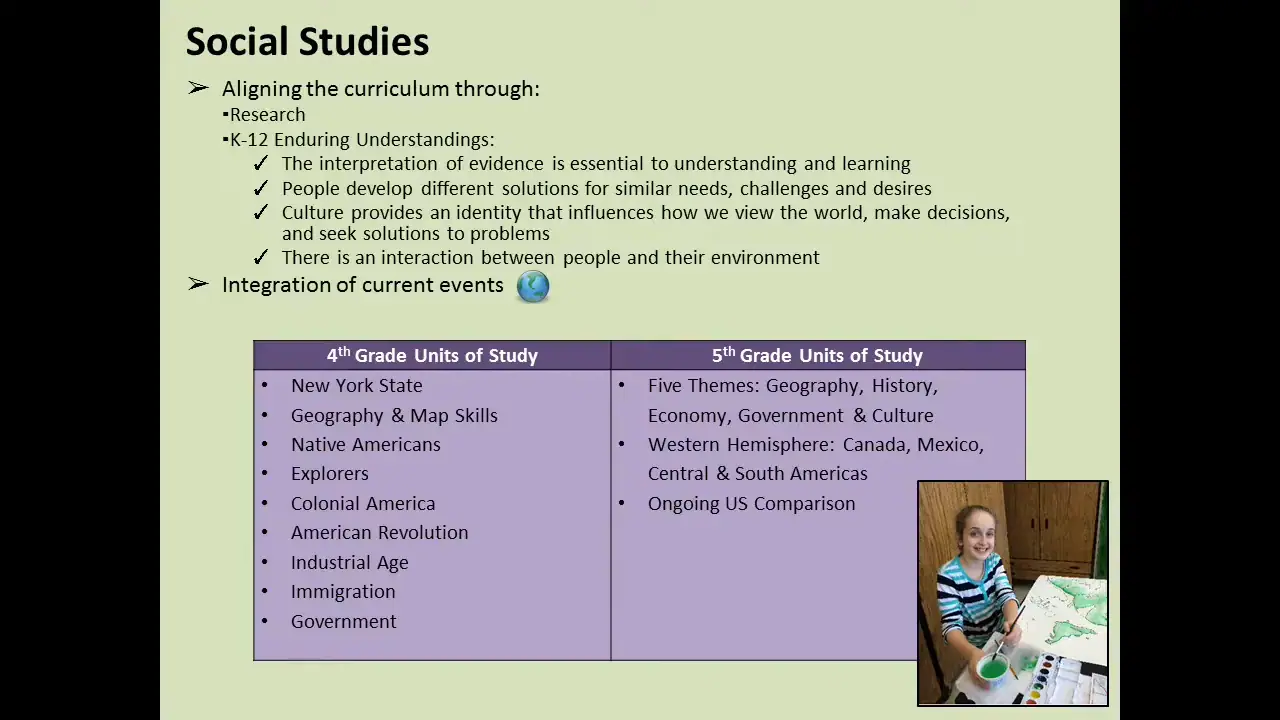 Social Studies
➢ Aligning the curriculum through:
▪Research
▪K-12 Enduring Understandings:
✓ The interpretation of evidence is essential to understanding and learning
✓ People develop different solutions for similar needs, challenges and desires
✓ Culture provides an identity that influences how we view the world, make decisions,
and seek solutions to problems
✓ There is an interaction between people and their environment
➢ Integration of current events
4th Grade Units of Study
• New York State
• Geography & Map Skills
• Native Americans
• Explorers
• Colonial America
• American Revolution
• Industrial Age
• Immigration
• Government
5th Grade Units of Study
• Five Themes: Geography, History,
Economy, Government & Culture
• Western Hemisphere: Canada, Mexico,
Central & South Americas
• Ongoing US Comparison